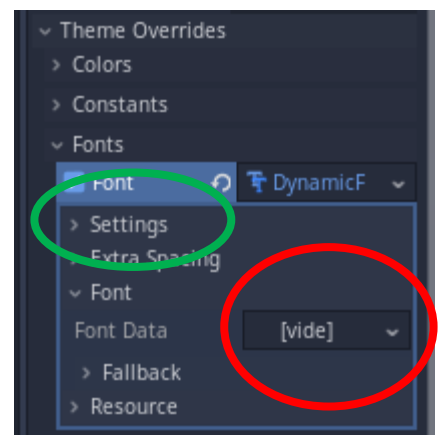 Theme Overrides
Colors
Constants
Fonts
Font DynamicF
Settings
Extra Spacing
Font
Font Data [vide]
Fallback
Resource